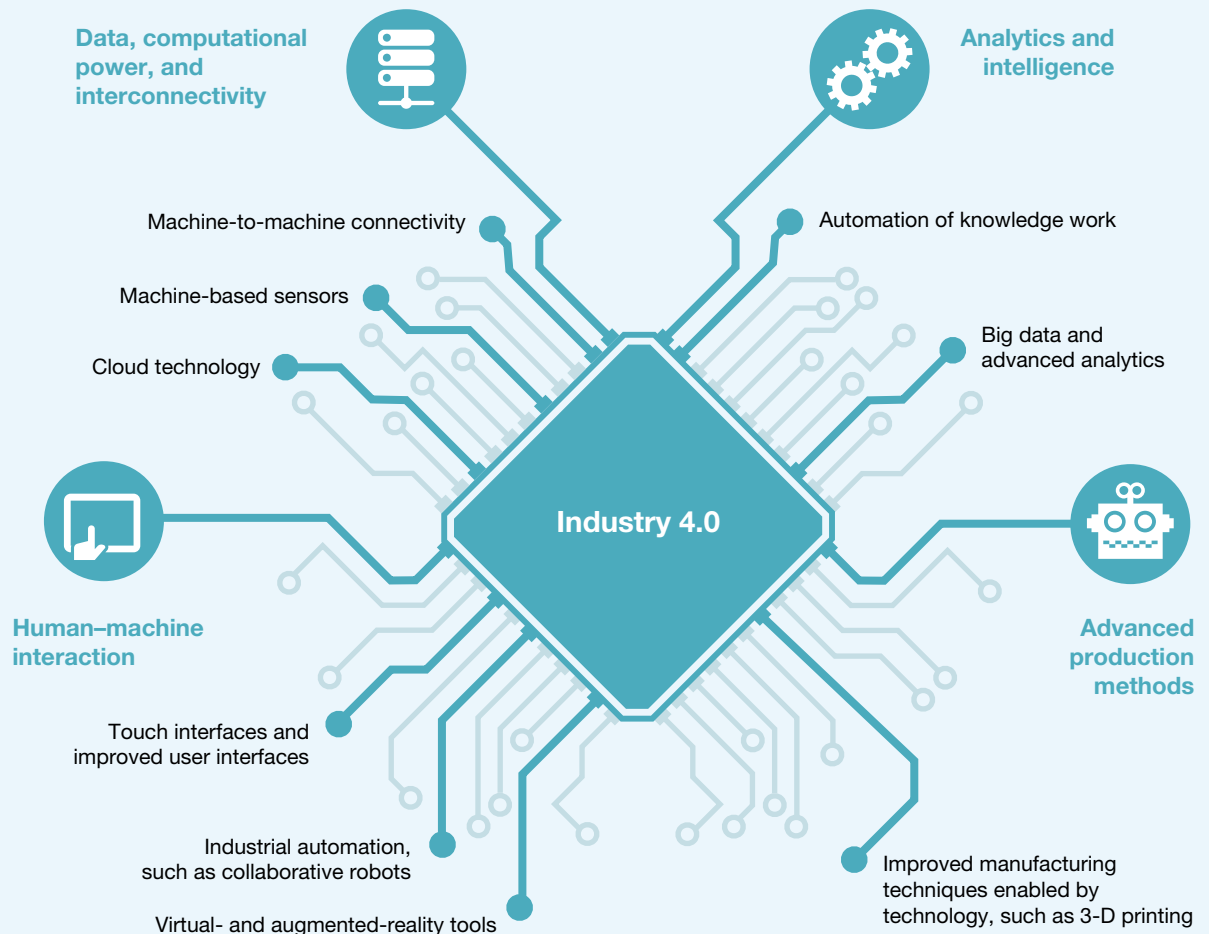 Data, computational
power, and
interconnectivity
Analytics and
intelligence
Machine-to-machine connectivity
Automation of knowledge work
Machine-based sensors
Big data and
advanced analytics
Cloud technology
Industry 4.0
Human–machine
interaction
Advanced
production
methods
Touch interfaces and
improved user interfaces
Industrial automation,
such as collaborative robots
Improved manufacturing
techniques enabled by
technology, such as 3-D printing
Virtual- and augmented-reality tools